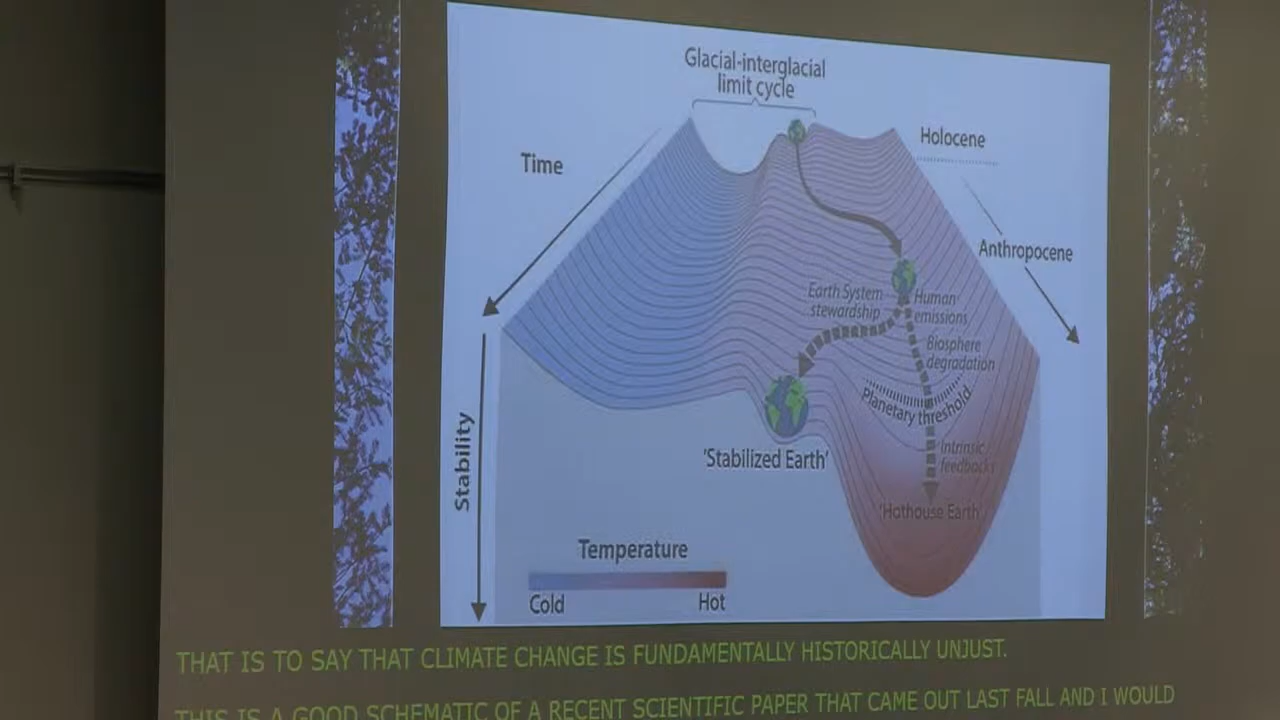 Glacial-interglacial
limit cycle
Time
Holocene
Anthropocene
Earth System
stewardship
Human
emissions
Biosphere
degradation
Planetary threshold
Stability
'Stabilized Earth'
Intrinsic
feedbacks
'Hothouse Earth'
Temperature
Cold
Hot
THAT IS TO SAY THAT CLIMATE CHANGE IS FUNDAMENTALLY HISTORICALLY UNJUST.
THIS IS A GOOD SCHEMATIC OF A RECENT SCIENTIFIC PAPER THAT CAME OUT LAST FALL AND I WOULD